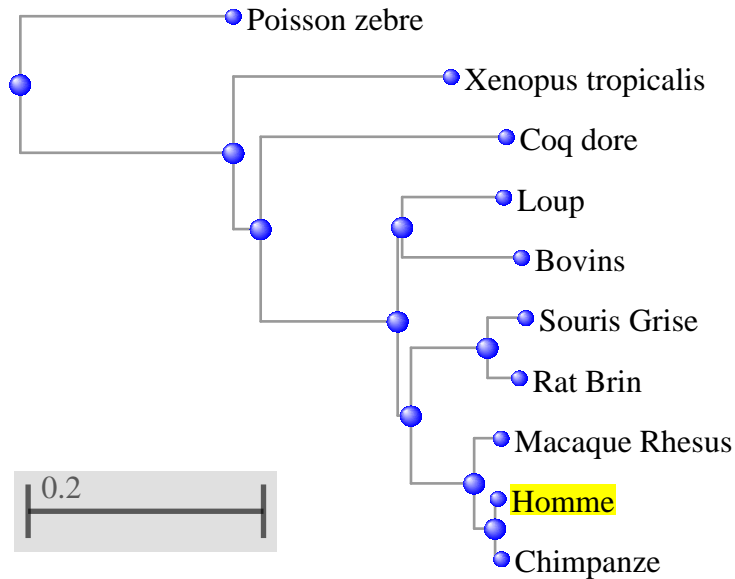 Poisson zebre
Xenopus tropicalis
Coq dore
Loup
Bovins
Souris Grise
Rat Brin
Macaque Rhesus
0.2
Homme
Chimpanze